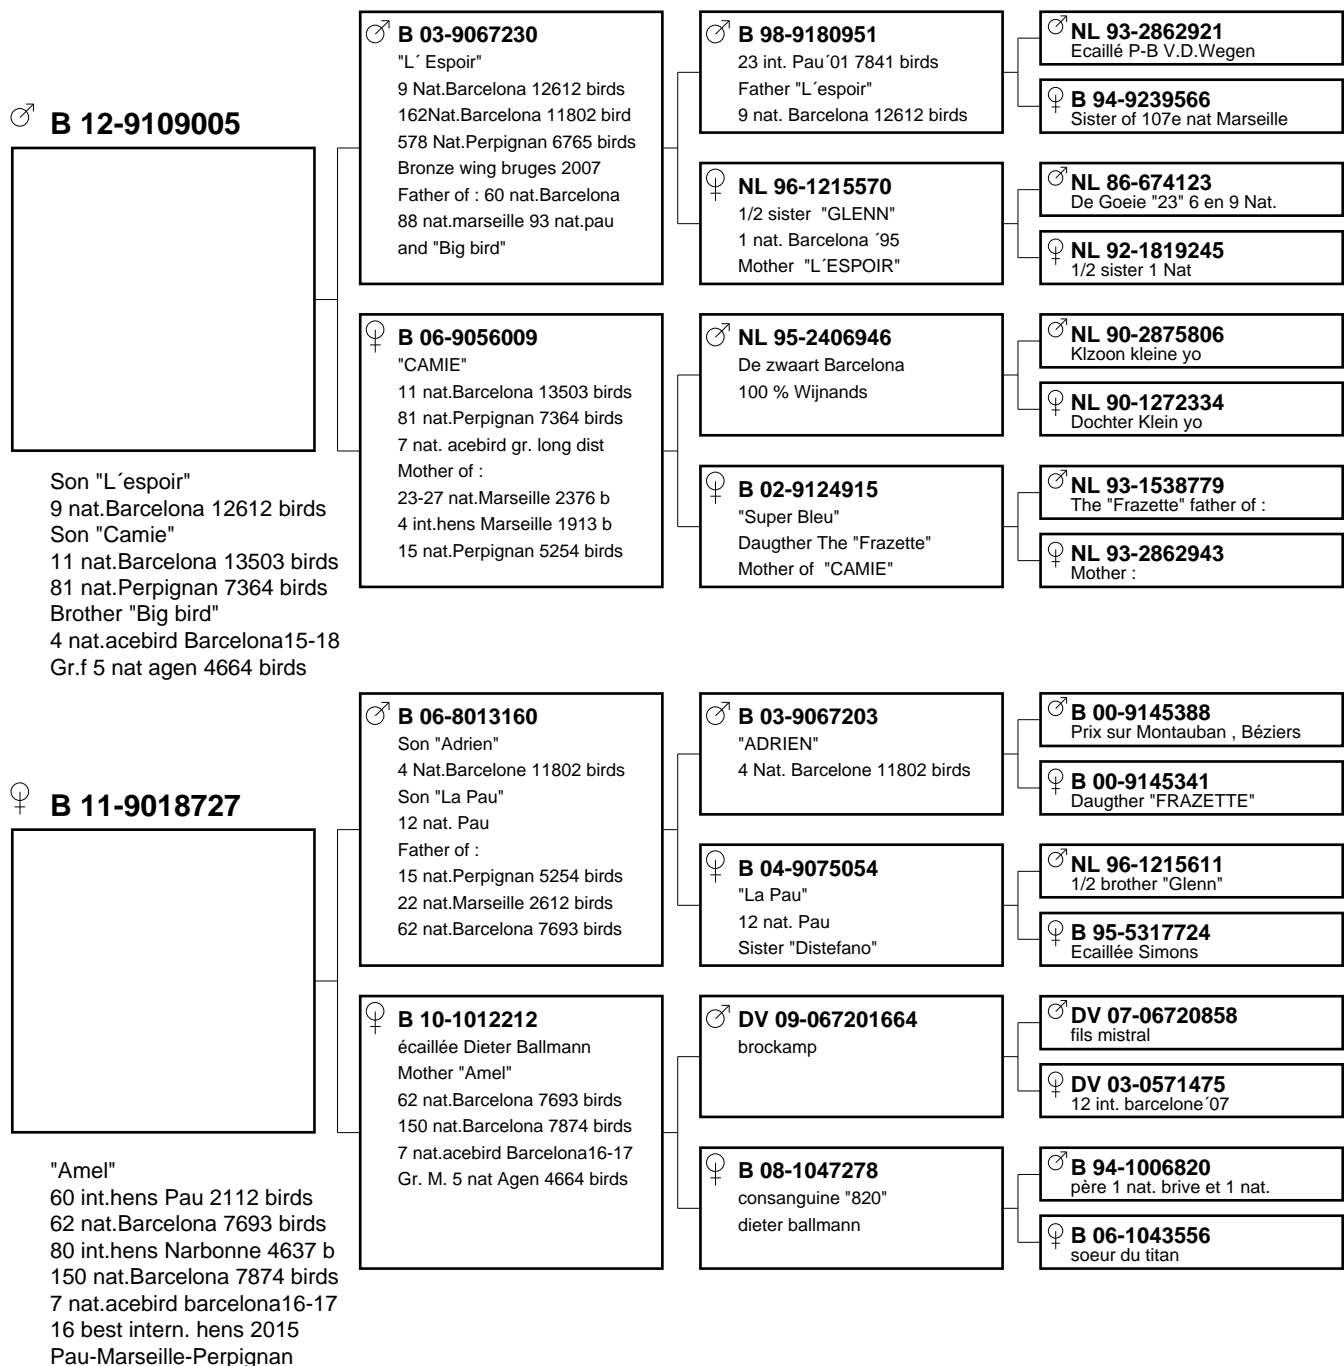 B 12-9109005
Son "L´espoir"
9 nat.Barcelona 12612 birds
Son "Camie"
11 nat.Barcelona 13503 birds
81 nat.Perpignan 7364 birds
Brother "Big bird"
4 nat.acebird Barcelona15-18
Gr.f 5 nat agen 4664 birds
B 03-9067230
"L´ Espoir"
9 Nat.Barcelona 12612 birds
162Nat.Barcelona 11802 bird
578 Nat.Perpignan 6765 birds
Bronze wing bruges 2007
Father of : 60 nat.Barcelona
88 nat.marseille 93 nat.pau
and "Big bird"
B 06-9056009
"CAMIE"
11 nat.Barcelona 13503 birds
81 nat.Perpignan 7364 birds
7 nat. acebird gr. long dist
Mother of :
23-27 nat.Marseille 2376 b
4 int.hens Marseille 1913 b
15 nat.Perpignan 5254 birds
B 98-9180951
23 int. Pau´01 7841 birds
Father "L´espoir"
9 nat. Barcelona 12612 birds
NL 96-1215570
1/2 sister "GLENN"
1 nat. Barcelona ´95
Mother "L´ESPOIR"
NL 95-2406946
De zwaart Barcelona
100 % Wijnands
B 02-9124915
"Super Bleu"
Daugther The "Frazette"
Mother of "CAMIE"
NL 93-2862921
Ecaillé P-B V.D.Wegen
B 94-9239566
Sister of 107e nat Marseille
NL 86-674123
De Goeie "23" 6 en 9 Nat.
NL 92-1819245
1/2 sister 1 Nat
NL 90-2875806
Klzoon kleine yo
NL 90-1272334
Dochter Klein yo
NL 93-1538779
The "Frazette" father of :
NL 93-2862943
Mother :
B 11-9018727
"Amel"
60 int.hens Pau 2112 birds
62 nat.Barcelona 7693 birds
80 int.hens Narbonne 4637 b
150 nat.Barcelona 7874 birds
7 nat.acebird barcelona16-17
16 best intern. hens 2015
Pau-Marseille-Perpignan
B 06-8013160
Son "Adrien"
4 Nat.Barcelone 11802 birds
Son "La Pau"
12 nat. Pau
Father of :
15 nat.Perpignan 5254 birds
22 nat.Marseille 2612 birds
62 nat.Barcelona 7693 birds
B 10-1012212
écaillée Dieter Ballmann
Mother "Amel"
62 nat.Barcelona 7693 birds
150 nat.Barcelona 7874 birds
7 nat.acebird Barcelona16-17
Gr. M. 5 nat Agen 4664 birds
B 03-9067203
"ADRIEN"
4 Nat. Barcelone 11802 birds
B 04-9075054
"La Pau"
12 nat. Pau
Sister "Distefano"
DV 09-067201664
brockamp
B 08-1047278
consanguine "820"
dieter ballmann
B 00-9145388
Prix sur Montauban , Béziers
B 00-9145341
Daugther "FRAZETTE"
NL 96-1215611
1/2 brother "Glenn"
B 95-5317724
Ecaillée Simons
DV 07-06720858
fils mistral
DV 03-0571475
12 int. barcelone´07
B 94-1006820
père 1 nat. brive et 1 nat.
B 06-1043556
soeur du titan